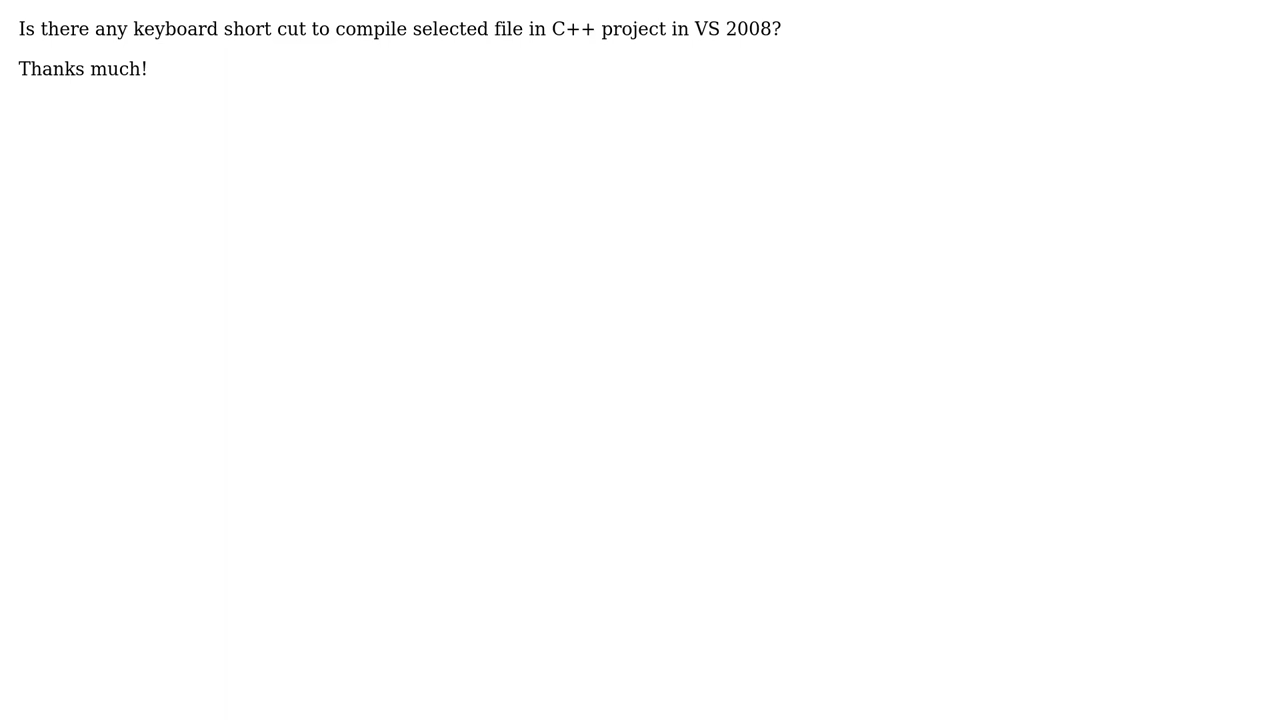 Is there any keyboard short cut to compile selected file in C++ project in VS 2008?
Thanks much!